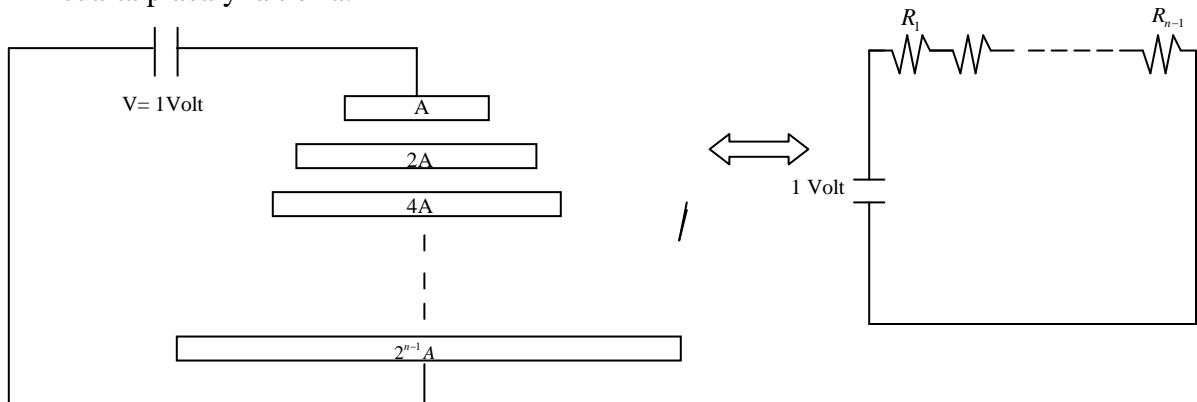 V= 1Volt
A
2A
4A
2^{n-1} A
R_1
R_{n-1}
1 Volt